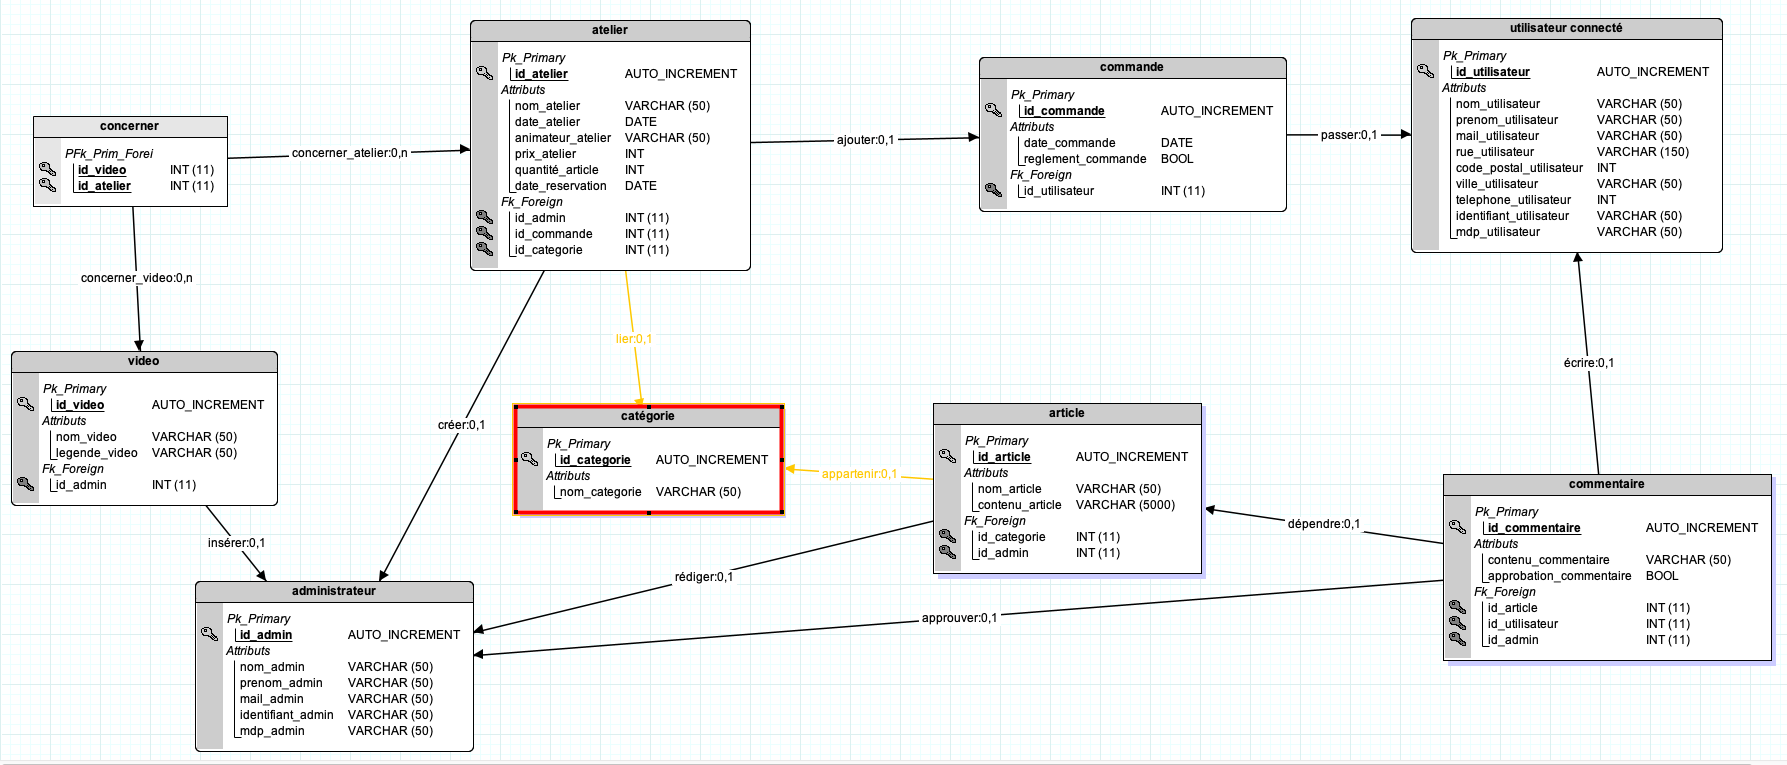 atelier
Pk_Primary
id_atelier AUTO_INCREMENT
Attributs
nom_atelier VARCHAR (50)
date_atelier DATE
animateur_atelier VARCHAR (50)
prix_atelier INT
quantité_article INT
date_reservation DATE
Fk_Foreign
id_admin INT (11)
id_commande INT (11)
id_categorie INT (11)
commande
Pk_Primary
id_commande AUTO_INCREMENT
Attributs
date_commande DATE
reglement_commande BOOL
Fk_Foreign
id_utilisateur INT (11)
utilisateur connecté
Pk_Primary
id_utilisateur AUTO_INCREMENT
Attributs
nom_utilisateur VARCHAR (50)
prenom_utilisateur VARCHAR (50)
mail_utilisateur VARCHAR (50)
rue_utilisateur VARCHAR (150)
code_postal_utilisateur INT
ville_utilisateur VARCHAR (50)
telephone_utilisateur INT
identifiant_utilisateur VARCHAR (50)
mdp_utilisateur VARCHAR (50)
concerner
PFk_Prim_Forei
id_video INT (11)
id_atelier INT (11)
concerner_atelier:0,n
ajouter:0,1
passer:0,1
concerner_video:0,n
lier:0,1
écrire:0,1
video
Pk_Primary
id_video AUTO_INCREMENT
Attributs
nom_video VARCHAR (50)
legende_video VARCHAR (50)
Fk_Foreign
id_admin INT (11)
créer:0,1
catégorie
Pk_Primary
id_categorie AUTO_INCREMENT
Attributs
nom_categorie VARCHAR (50)
appartenir:0,1
article
Pk_Primary
id_article AUTO_INCREMENT
Attributs
nom_article VARCHAR (50)
contenu_article VARCHAR (5000)
Fk_Foreign
id_categorie INT (11)
id_admin INT (11)
dépendre:0,1
commentaire
Pk_Primary
id_commentaire AUTO_INCREMENT
Attributs
contenu_commentaire VARCHAR (50)
approbation_commentaire BOOL
Fk_Foreign
id_article INT (11)
id_utilisateur INT (11)
id_admin INT (11)
insérer:0,1
rédiger:0,1
approuver:0,1
administrateur
Pk_Primary
id_admin AUTO_INCREMENT
Attributs
nom_admin VARCHAR (50)
prenom_admin VARCHAR (50)
mail_admin VARCHAR (50)
identifiant_admin VARCHAR (50)
mdp_admin VARCHAR (50)